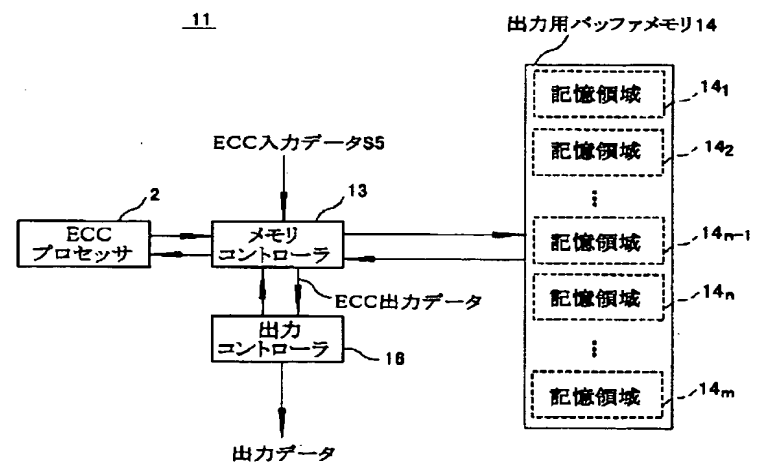 11
出力用バッファメモリ14
記憶領域
14₁
記憶領域
14₂
ECC入力データS5
2
13
ECC
プロセッサ
メモリ
コントローラ
記憶領域
14n-1
記憶領域
14n
ECC出力データ
出力
コントローラ
16
記憶領域
14m
出力データ